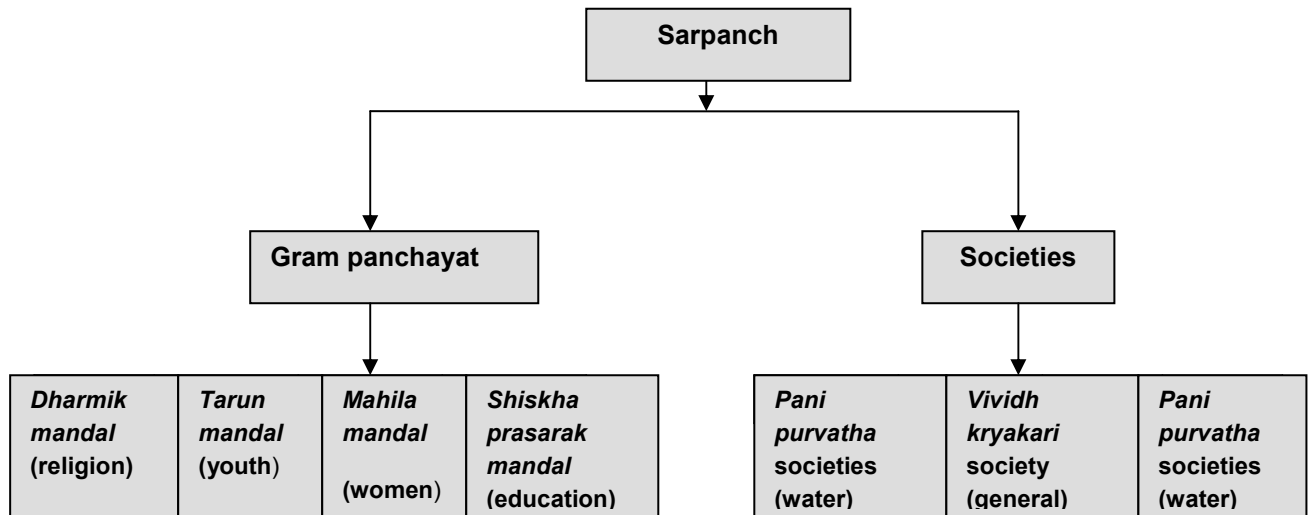 Sarpanch
Gram panchayat
Societies
Dharmik
mandal
(religion)
Tarun
mandal
(youth)
Mahila
mandal
(women)
Shiskha
prasarak
mandal
(education)
Pani
purvatha
societies
(water)
Vividh
kryakari
society
(general)
Pani
purvatha
societies
(water)